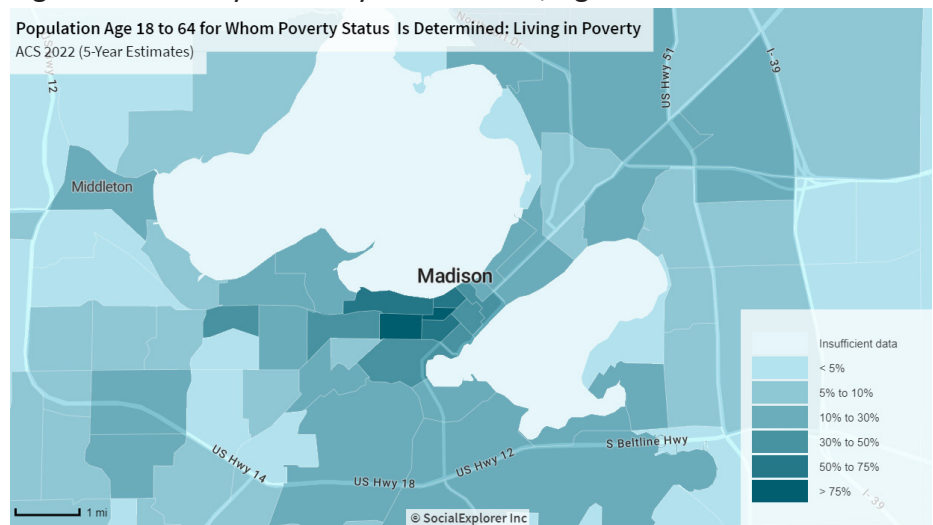 Population Age 18 to 64 for Whom Poverty Status Is Determined: Living in Poverty
ACS 2022 (5-Year Estimates)
US Hwy 12
US Hwy 51
I- 39
Middleton
Madison
Insufficient data
< 5%
5% to 10%
10% to 30%
30% to 50%
50% to 75%
> 75%
S Beltline Hwy
US Hwy 12
US Hwy 14
US Hwy 18
I- 39
1 mi
© SocialExplorer Inc